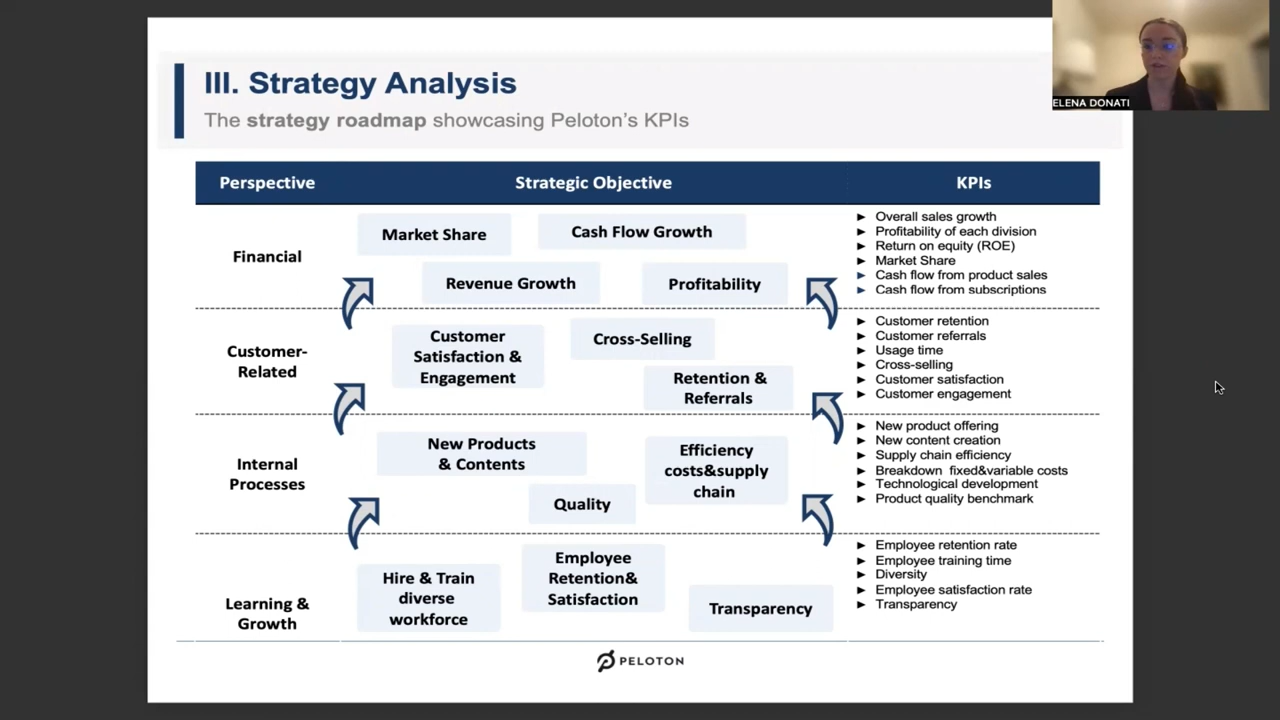 III. Strategy Analysis
The strategy roadmap showcasing Peloton's KPIs
ELENA DONATI
Perspective
Strategic Objective
KPIs
Financial
Market Share
Cash Flow Growth
Revenue Growth
Profitability
► Overall sales growth
► Profitability of each division
► Return on equity (ROE)
► Market Share
► Cash flow from product sales
► Cash flow from subscriptions
Customer-
Related
Customer
Satisfaction &
Engagement
Cross-Selling
Retention &
Referrals
► Customer retention
► Customer referrals
► Usage time
► Cross-selling
► Customer satisfaction
► Customer engagement
Internal
Processes
New Products
& Contents
Efficiency
costs&supply
chain
Quality
► New product offering
► New content creation
► Supply chain efficiency
► Breakdown fixed&variable costs
► Technological development
► Product quality benchmark
Learning &
Growth
Hire & Train
diverse
workforce
Employee
Retention&
Satisfaction
Transparency
► Employee retention rate
► Employee training time
► Diversity
► Employee satisfaction rate
► Transparency
PELOTON